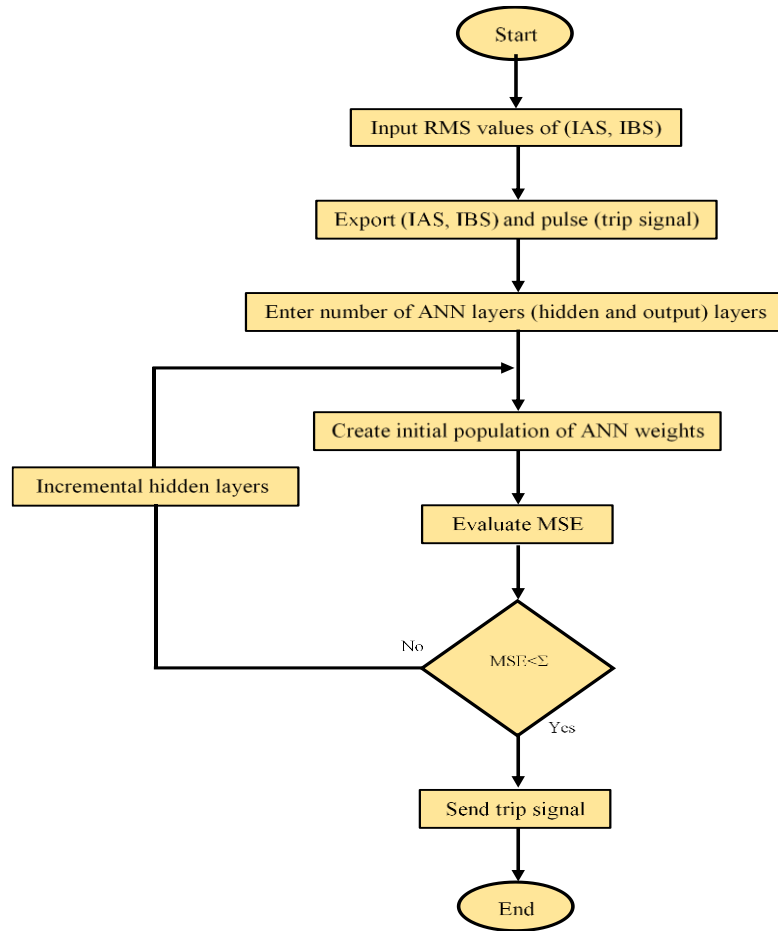 Start
Input RMS values of (IAS, IBS)
Export (IAS, IBS) and pulse (trip signal)
Enter number of ANN layers (hidden and output) layers
Create initial population of ANN weights
Incremental hidden layers
Evaluate MSE
No
MSE<Σ
Yes
Send trip signal
End